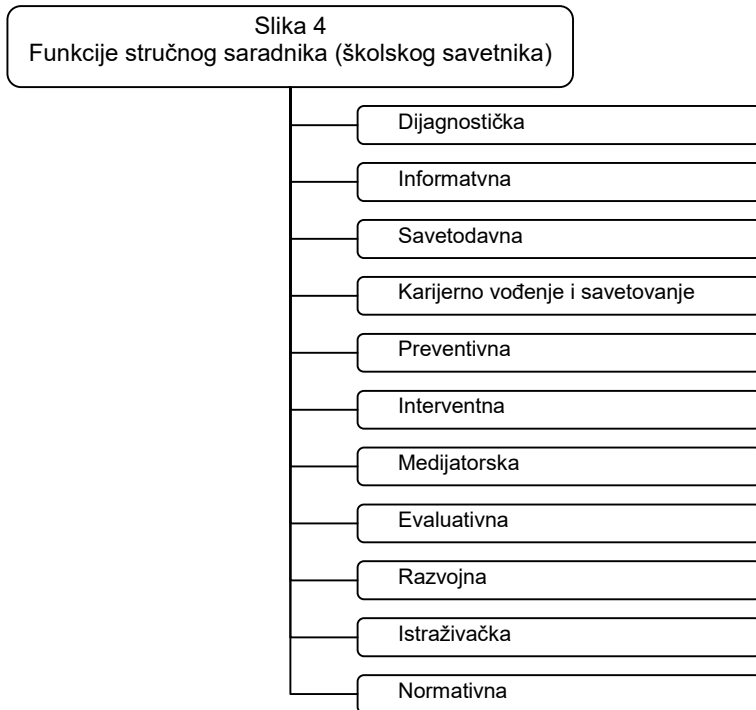 Slika 4
Funkcije stručnog saradnika (školskog savetnika)
Dijagnostička
Informatvna
Savetodavna
Karijerno vođenje i savetovanje
Preventivna
Interventna
Medijatorska
Evaluativna
Razvojna
Istraživačka
Normativna